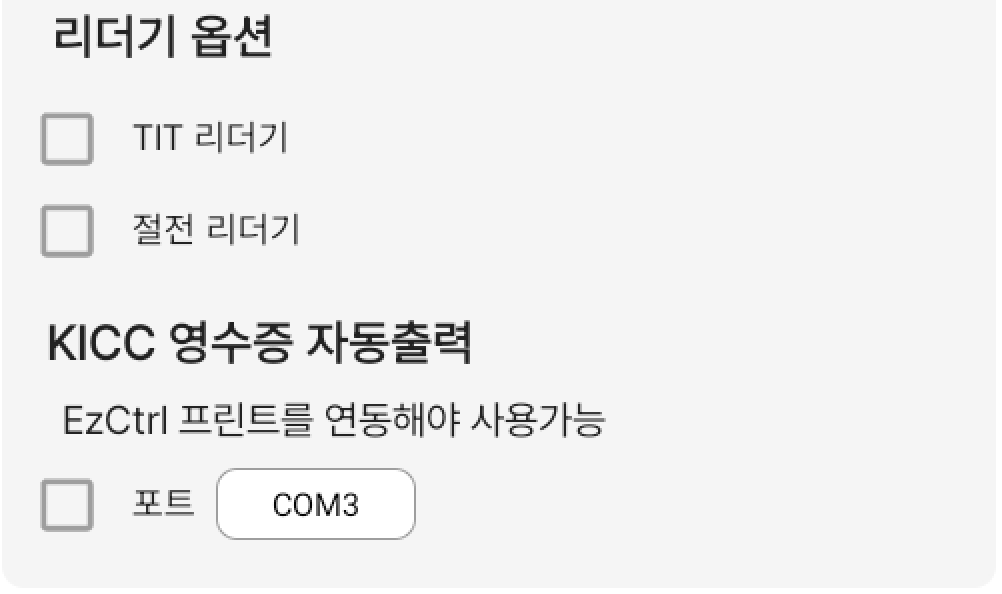 리더기 옵션
TIT 리더기
절전 리더기
KICC 영수증 자동출력
EzCtrl 프린트를 연동해야 사용가능
포트 COM3